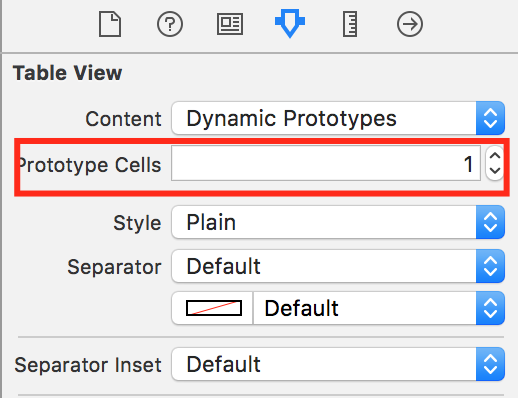 Table View
Content Dynamic Prototypes
Prototype Cells 1
Style Plain
Separator Default
Default
Separator Inset Default